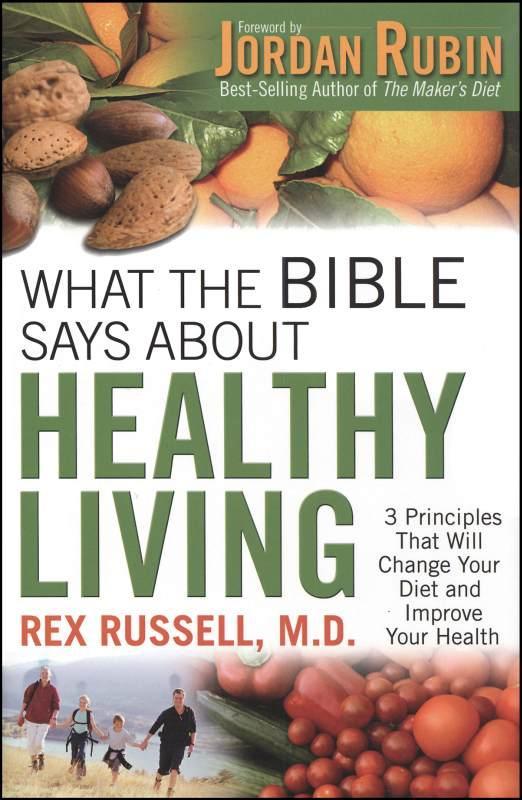 Foreword by
JORDAN RUBIN
Best-Selling Author of The Maker's Diet
WHAT THE BIBLE
SAYS ABOUT
HEALTHY
LIVING
3 Principles
That Will
Change Your
Diet and
Improve
Your Health
REX RUSSELL, M.D.